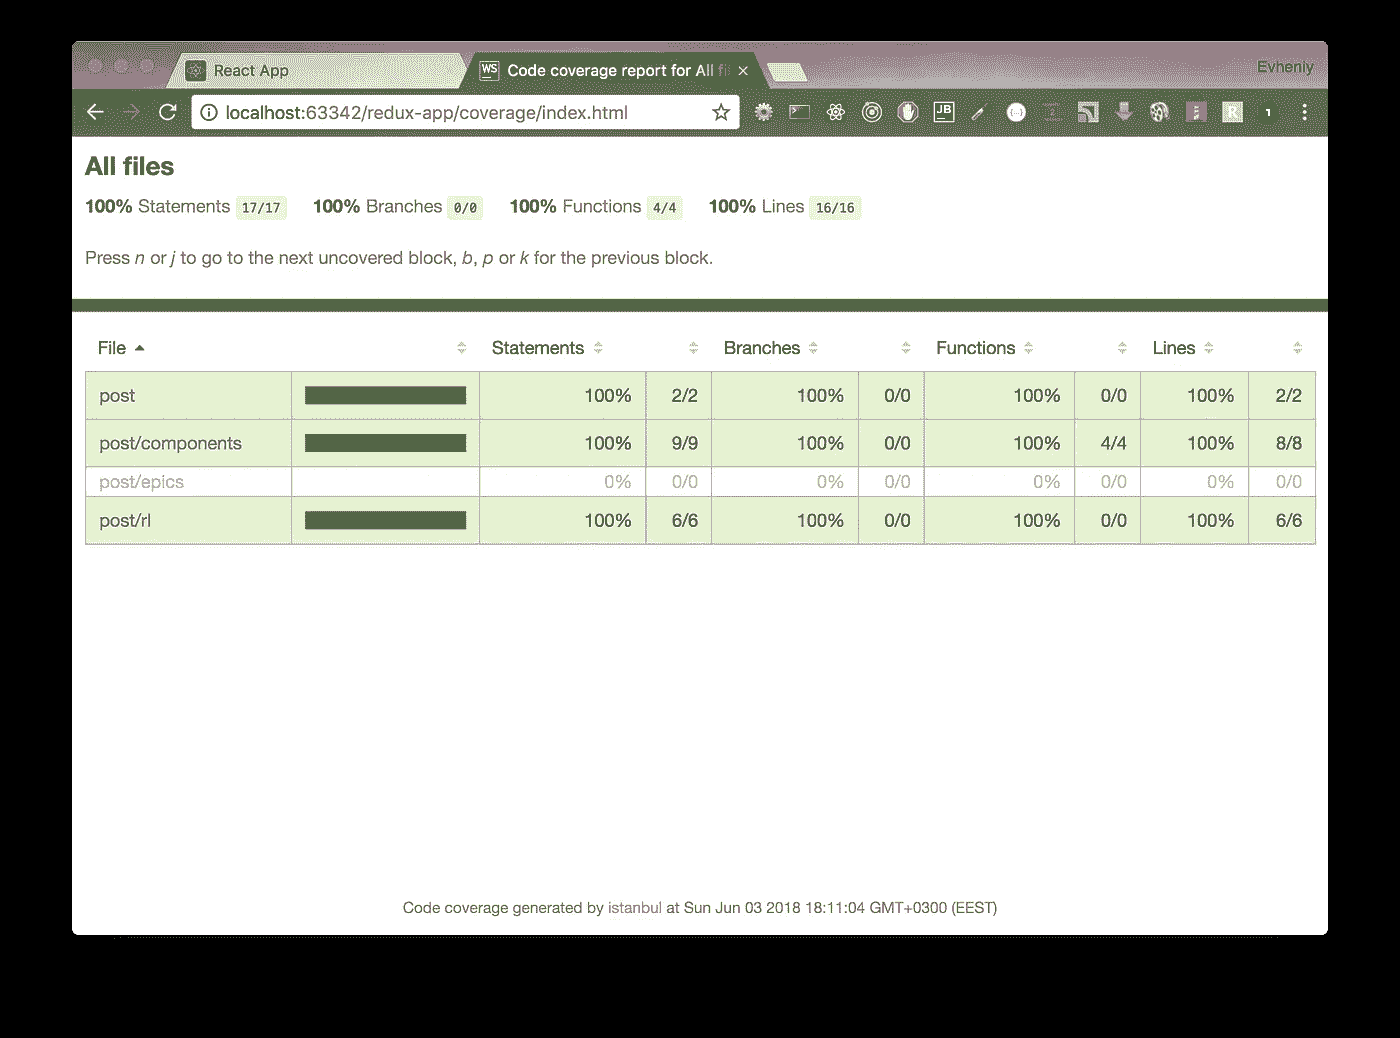 React App
WS Code coverage report for All fi
Evheniy
localhost:63342/redux-app/coverage/index.html
JB
1
All files
100% Statements 17/17 100% Branches 0/0 100% Functions 4/4 100% Lines 16/16
Press n or j to go to the next uncovered block, b, p or k for the previous block.
File Statements Branches Functions Lines
post 100% 2/2 100% 0/0 100% 0/0 100% 2/2
post/components 100% 9/9 100% 0/0 100% 4/4 100% 8/8
post/epics 0% 0/0 0% 0/0 0% 0/0 0% 0/0
post/rl 100% 6/6 100% 0/0 100% 0/0 100% 6/6
Code coverage generated by istanbul at Sun Jun 03 2018 18:11:04 GMT+0300 (EEST)